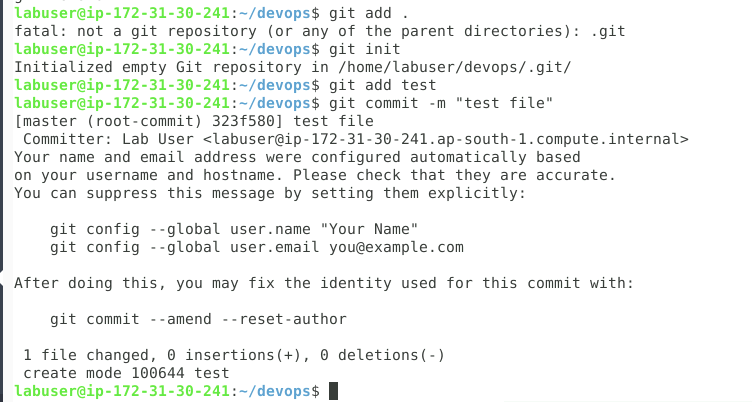 labuser@ip-172-31-30-241:~/devops$ git add .
fatal: not a git repository (or any of the parent directories): .git
labuser@ip-172-31-30-241:~/devops$ git init
Initialized empty Git repository in /home/labuser/devops/.git/
labuser@ip-172-31-30-241:~/devops$ git add test
labuser@ip-172-31-30-241:~/devops$ git commit -m "test file"
[master (root-commit) 323f580] test file
 Committer: Lab User <labuser@ip-172-31-30-241.ap-south-1.compute.internal>
Your name and email address were configured automatically based
on your username and hostname. Please check that they are accurate.
You can suppress this message by setting them explicitly:

    git config --global user.name "Your Name"
    git config --global user.email you@example.com

After doing this, you may fix the identity used for this commit with:

    git commit --amend --reset-author

 1 file changed, 0 insertions(+), 0 deletions(-)
 create mode 100644 test
labuser@ip-172-31-30-241:~/devops$